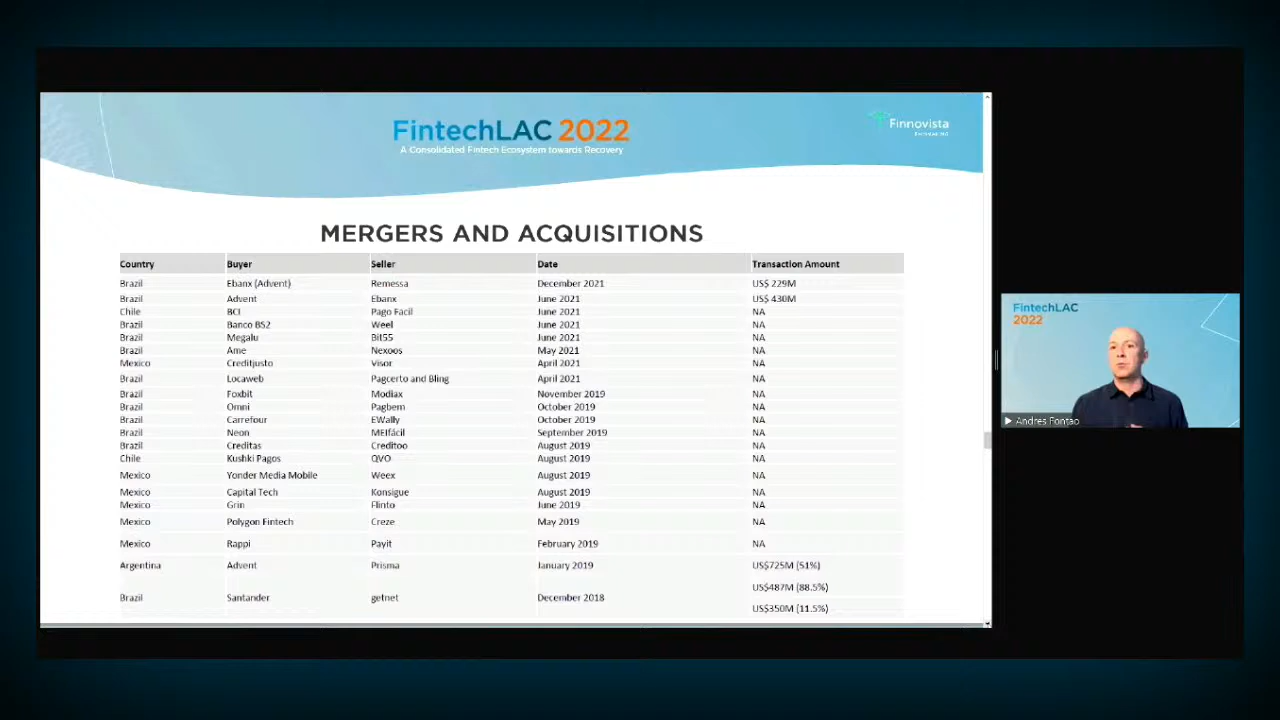 FintechLAC 2022
A Consolidated Fintech Ecosystem towards Recovery
Finnovista
MERGERS AND ACQUISITIONS
Country Buyer Seller Date Transaction Amount
Brazil Ebanx (Advent) Remessa December 2021 US$ 229M
Brazil Advent Ebanx June 2021 US$ 430M
Chile BCI Pago Facil June 2021 NA
Brazil Banco BS2 Weel June 2021 NA
Brazil Megalu Bit55 June 2021 NA
Brazil Ame Nexoos May 2021 NA
Mexico Creditjusto Visor April 2021 NA
Brazil Locaweb Pagcerto and Bling April 2021 NA
Brazil Foxbit Modiax November 2019 NA
Brazil Omni Pagbem October 2019 NA
Brazil Carrefour EWally October 2019 NA
Brazil Neon MEIfácil September 2019 NA
Brazil Creditas Creditoo August 2019 NA
Chile Kushki Pagos QVO August 2019 NA
Mexico Yonder Media Mobile Weex August 2019 NA
Mexico Capital Tech Konsigue August 2019 NA
Mexico Grin Flinto June 2019 NA
Mexico Polygon Fintech Creze May 2019 NA
Mexico Rappi Payit February 2019 NA
Argentina Advent Prisma January 2019 US$725M (51%)
US$487M (88.5%)
Brazil Santander getnet December 2018
US$350M (11.5%)
FintechLAC
2022
Andres Fontao